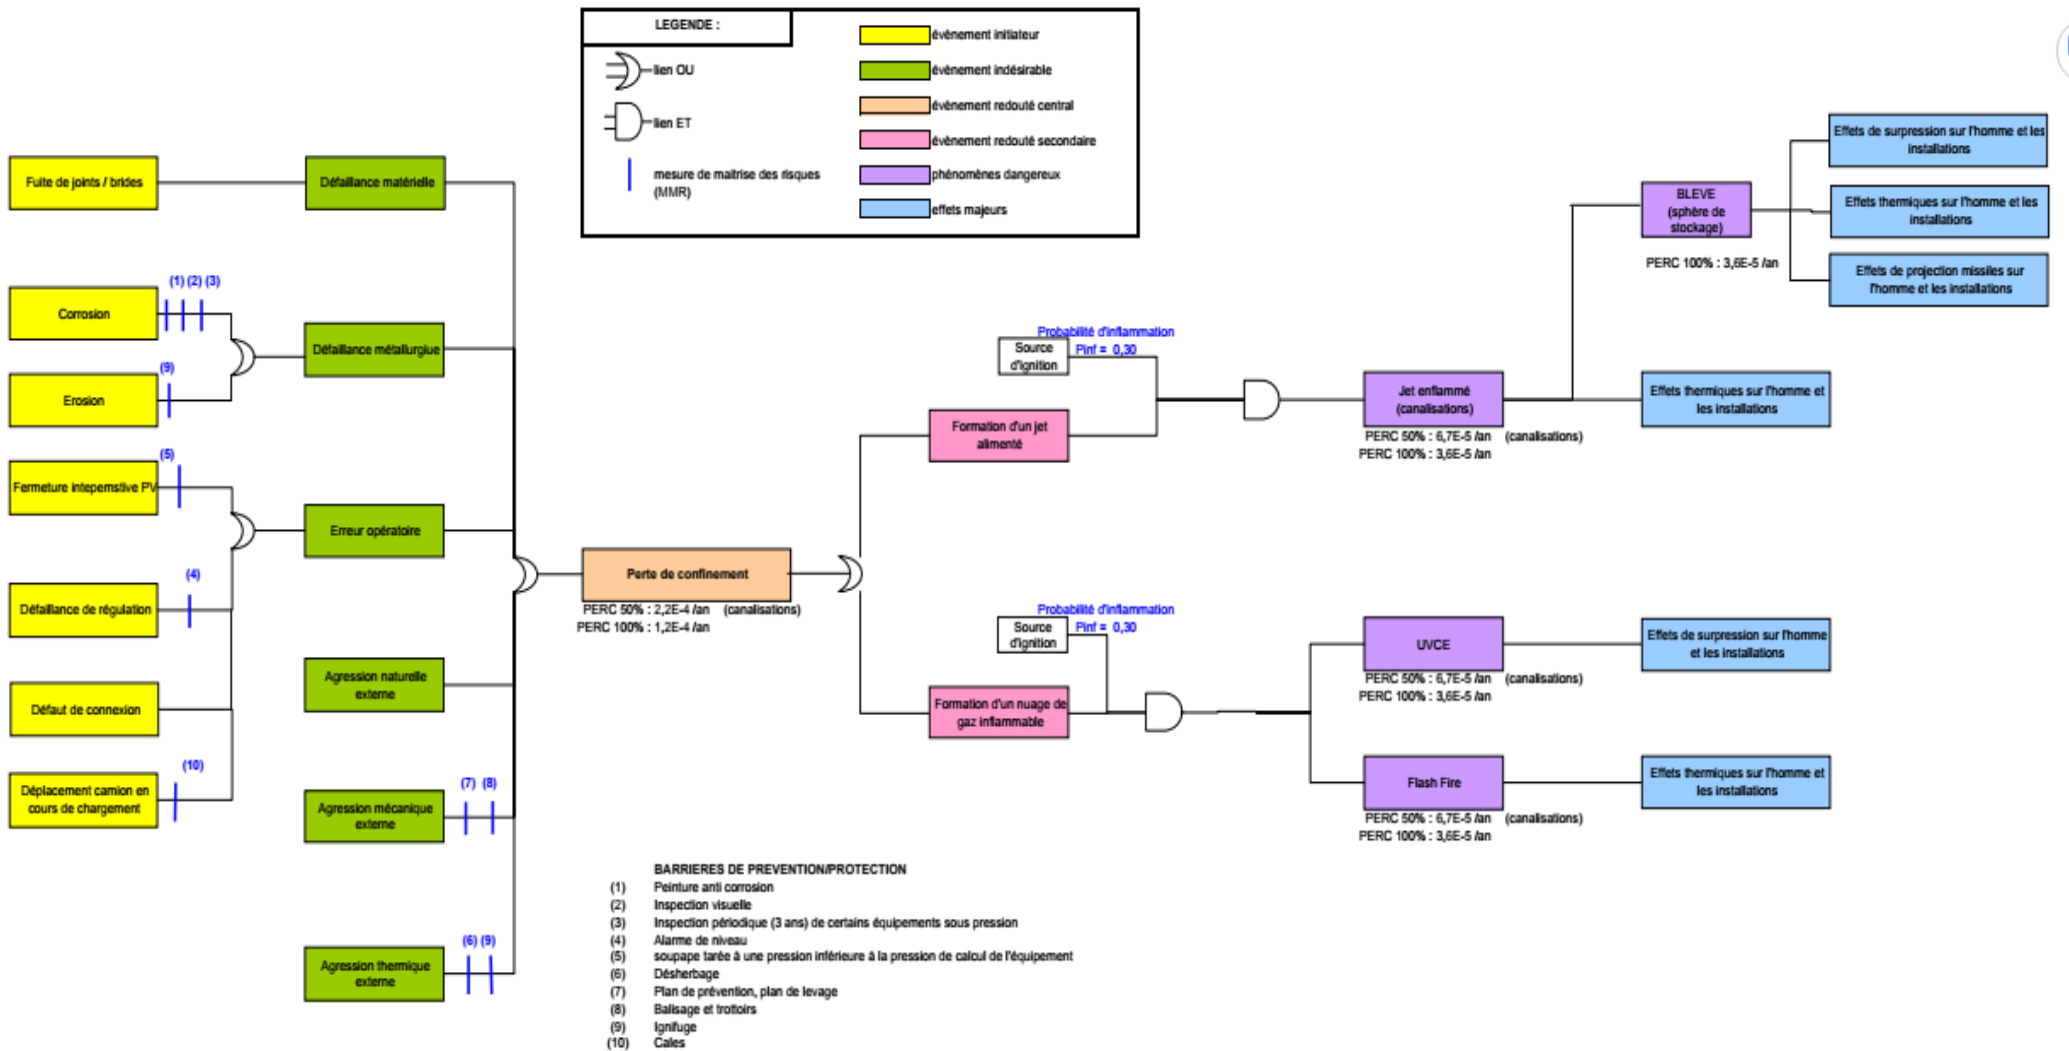 LEGENDE :
lien OU
lien ET
mesure de maîtrise des risques
(MMR)
évènement initiateur
évènement indésirable
évènement redouté central
évènement redouté secondaire
phénomènes dangereux
effets majeurs
Fuite de joints / brides
Défaillance matérielle
(1) (2) (3)
Corrosion
Défaillance métallurgiue
(9)
Erosion
(5)
Fermeture intepemstive PV
Erreur opératoire
(4)
Défaillance de régulation
Défaut de connexion
(10)
Déplacement camion en
cours de chargement
Agression naturelle
externe
(7) (8)
Agression mécanique
externe
(6) (9)
Agression thermique
externe
Perte de confinement
PERC 50% : 2,2E-4 /an (canalisations)
PERC 100% : 1,2E-4 /an
Probabilité d'inflammation
Pinf = 0,30
Source
d'ignition
Formation d'un jet
alimenté
Jet enflammé
(canalisations)
PERC 50% : 6,7E-5 /an (canalisations)
PERC 100% : 3,6E-5 /an
BLEVE
(sphère de
stockage)
PERC 100% : 3,6E-5 /an
Effets de surpression sur l'homme et les
installations
Effets thermiques sur l'homme et les
installations
Effets de projection missiles sur
l'homme et les installations
Effets thermiques sur l'homme et
les installations
Probabilité d'inflammation
Pinf = 0,30
Source
d'ignition
Formation d'un nuage de
gaz inflammable
UVCE
PERC 50% : 6,7E-5 /an (canalisations)
PERC 100% : 3,6E-5 /an
Effets de surpression sur l'homme
et les installations
Flash Fire
PERC 50% : 6,7E-5 /an (canalisations)
PERC 100% : 3,6E-5 /an
Effets thermiques sur l'homme et
les installations
BARRIERES DE PREVENTION/PROTECTION
(1) Peinture anti corrosion
(2) Inspection visuelle
(3) Inspection périodique (3 ans) de certains équipements sous pression
(4) Alarme de niveau
(5) soupape tarée à une pression inférieure à la pression de calcul de l'équipement
(6) Désherbage
(7) Plan de prévention, plan de levage
(8) Balisage et trottoirs
(9) Ignifuge
(10) Cales